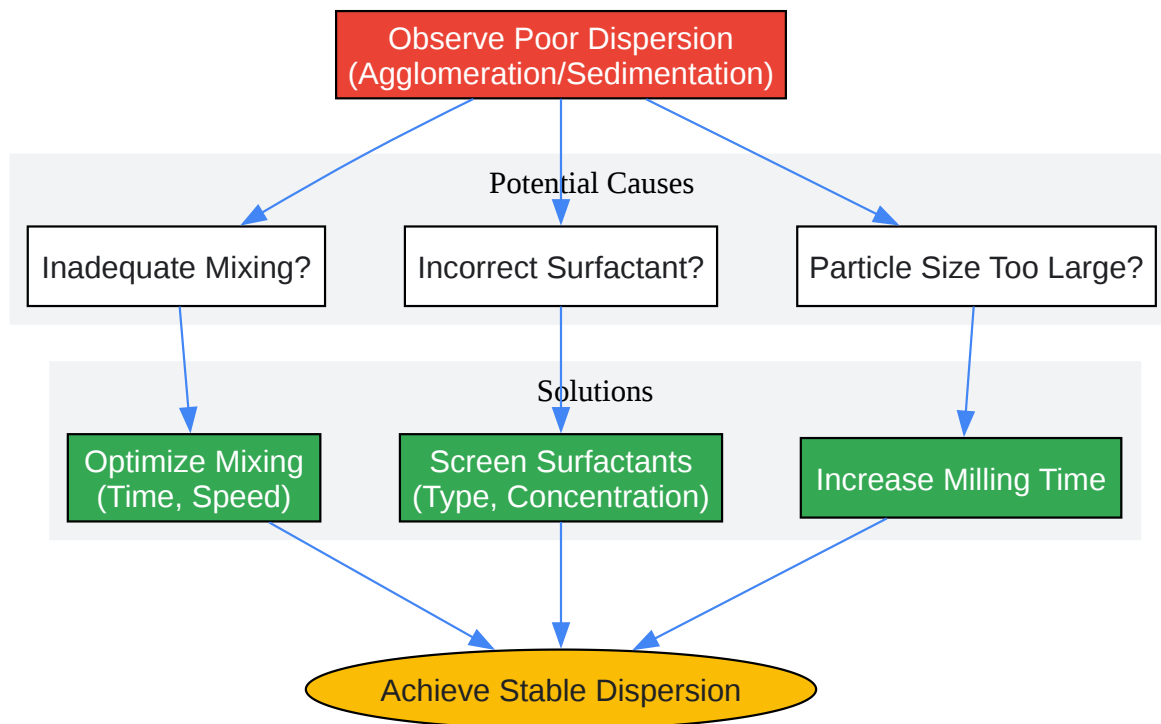 Observe Poor Dispersion
(Agglomeration/Sedimentation)
Potential Causes
Inadequate Mixing?
Incorrect Surfactant?
Particle Size Too Large?
Solutions
Optimize Mixing
(Time, Speed)
Screen Surfactants
(Type, Concentration)
Increase Milling Time
Achieve Stable Dispersion